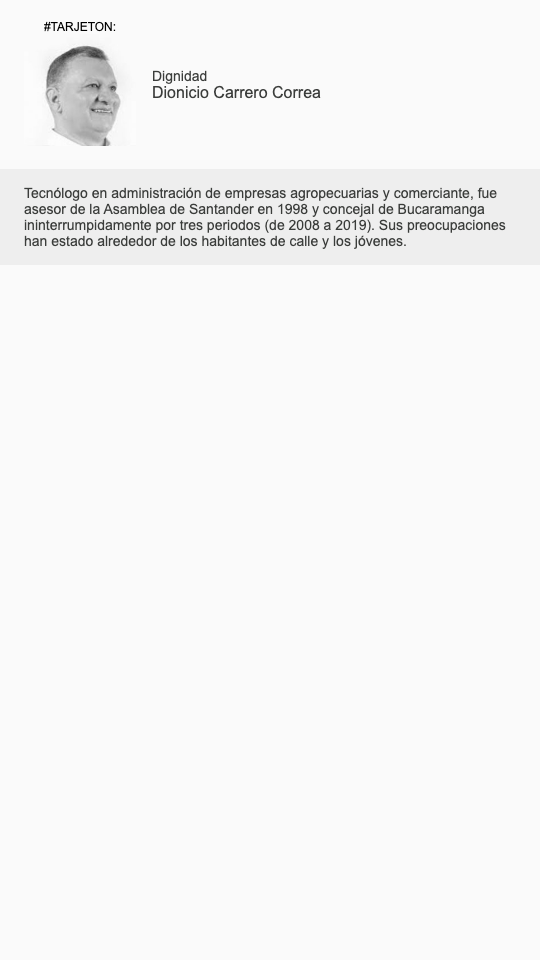 #TARJETON:
Dignidad
Dionicio Carrero Correa
Tecnólogo en administración de empresas agropecuarias y comerciante, fue
asesor de la Asamblea de Santander en 1998 y concejal de Bucaramanga
ininterrumpidamente por tres periodos (de 2008 a 2019). Sus preocupaciones
han estado alrededor de los habitantes de calle y los jóvenes.